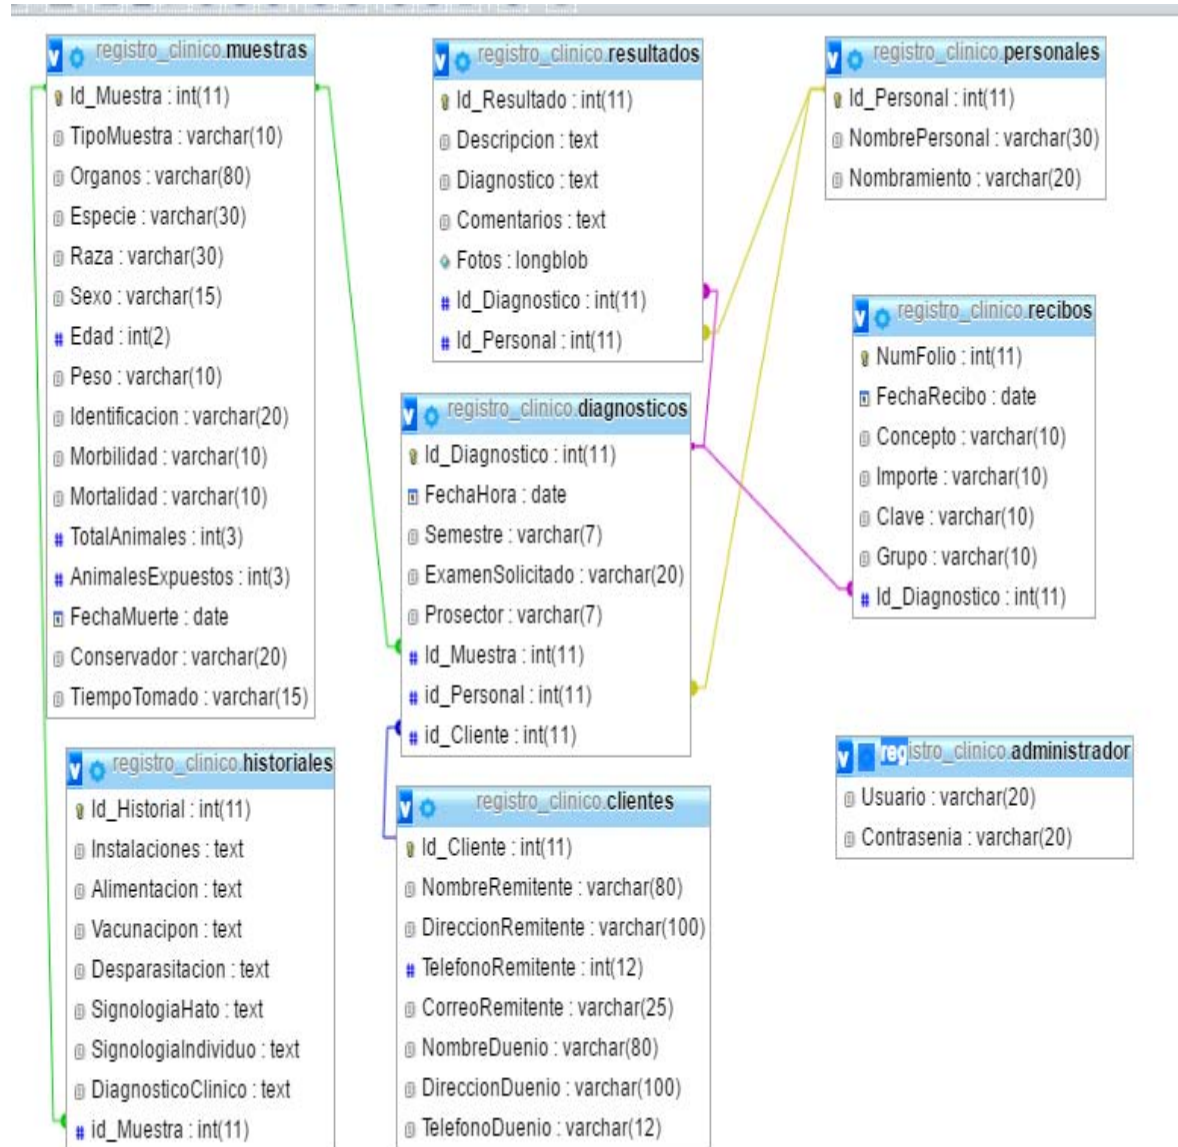 registro_clinico.muestras
Id_Muestra : int(11)
TipoMuestra : varchar(10)
Organos : varchar(80)
Especie : varchar(30)
Raza : varchar(30)
Sexo : varchar(15)
Edad : int(2)
Peso : varchar(10)
Identificacion : varchar(20)
Morbilidad : varchar(10)
Mortalidad : varchar(10)
TotalAnimales : int(3)
AnimalesExpuestos : int(3)
FechaMuerte : date
Conservador : varchar(20)
TiempoTomado : varchar(15)
registro_clinico.historiales
Id_Historial : int(11)
Instalaciones : text
Alimentacion : text
Vacunacipon : text
Desparasitacion : text
SignologiaHato : text
SignologiaIndividuo : text
DiagnosticoClinico : text
id_Muestra : int(11)
registro_clinico.resultados
Id_Resultado : int(11)
Descripcion : text
Diagnostico : text
Comentarios : text
Fotos : longblob
Id_Diagnostico : int(11)
Id_Personal : int(11)
registro_clinico.diagnosticos
Id_Diagnostico : int(11)
FechaHora : date
Semestre : varchar(7)
ExamenSolicitado : varchar(20)
Prosector : varchar(7)
Id_Muestra : int(11)
id_Personal : int(11)
id_Cliente : int(11)
registro_clinico.clientes
Id_Cliente : int(11)
NombreRemitente : varchar(80)
DireccionRemitente : varchar(100)
TelefonoRemitente : int(12)
CorreoRemitente : varchar(25)
NombreDuenio : varchar(80)
DireccionDuenio : varchar(100)
TelefonoDuenio : varchar(12)
registro_clinico.personales
Id_Personal : int(11)
NombrePersonal : varchar(30)
Nombramiento : varchar(20)
registro_clinico.recibos
NumFolio : int(11)
FechaRecibo : date
Concepto : varchar(10)
Importe : varchar(10)
Clave : varchar(10)
Grupo : varchar(10)
Id_Diagnostico : int(11)
registro_clinico.administrador
Usuario : varchar(20)
Contrasenia : varchar(20)